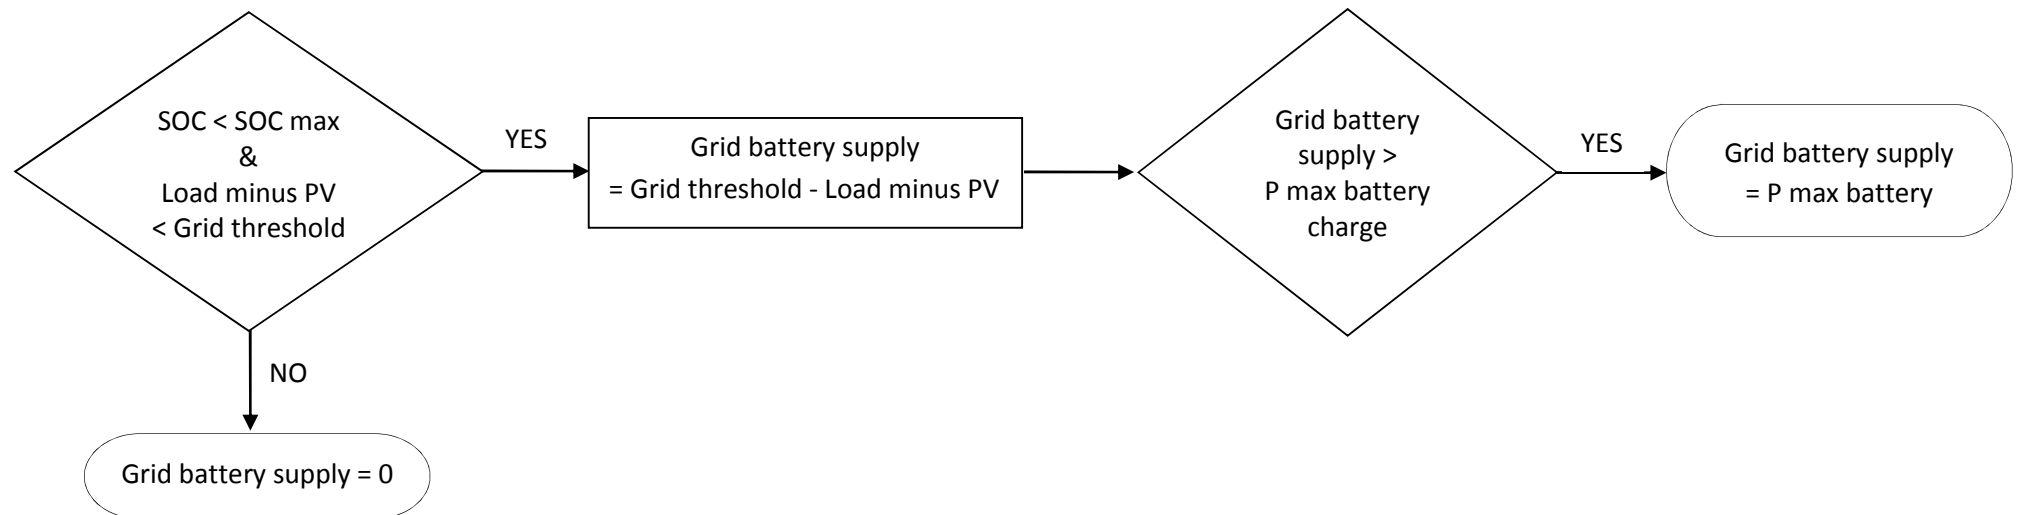 SOC < SOC max
&
Load minus PV
< Grid threshold
YES
Grid battery supply
= Grid threshold - Load minus PV
Grid battery
supply >
P max battery
charge
YES
Grid battery supply
= P max battery
NO
Grid battery supply = 0